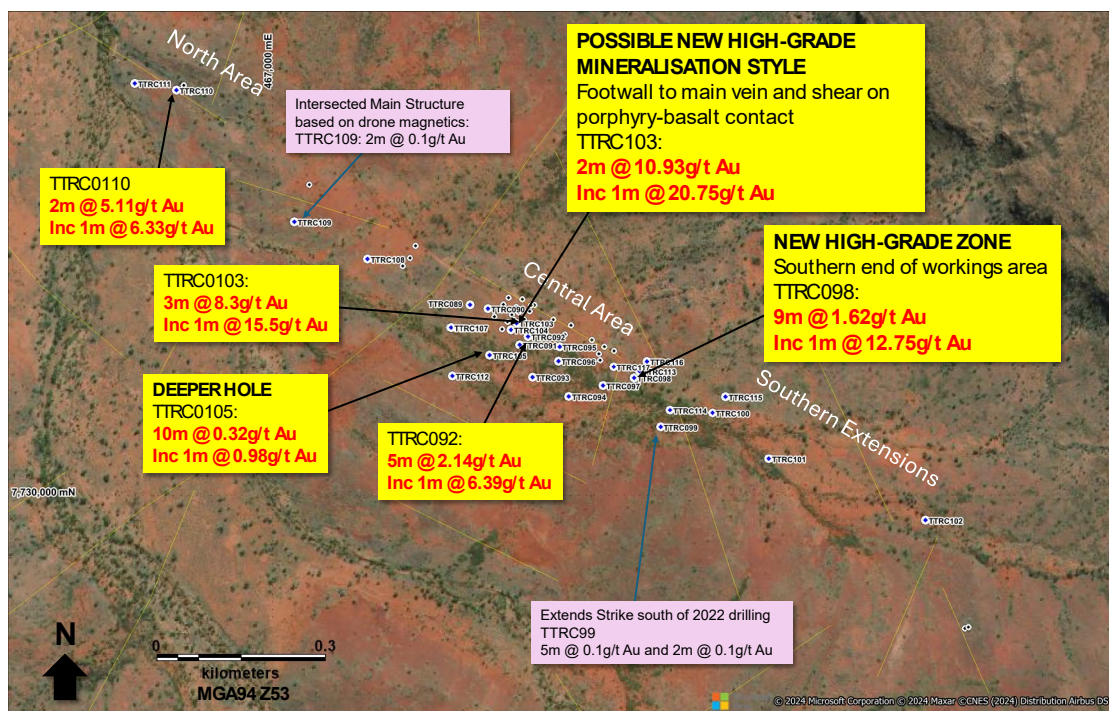 North Area
467,000 mE
TTRC111
TTRC110
Intersected Main Structure
based on drone magnetics:
TTRC109: 2m @ 0.1g/t Au
POSSIBLE NEW HIGH-GRADE
MINERALISATION STYLE
Footwall to main vein and shear on
porphyry-basalt contact
TTRC103:
2m @ 10.93g/t Au
Inc 1m @ 20.75g/t Au
TTRC0110
2m @ 5.11g/t Au
Inc 1m @ 6.33g/t Au
TTRC109
TTRC108
NEW HIGH-GRADE ZONE
Southern end of workings area
TTRC098:
9m @ 1.62g/t Au
Inc 1m @ 12.75g/t Au
TTRC0103:
3m @ 8.3g/t Au
Inc 1m @ 15.5g/t Au
Central Area
TTRC089
TTRC090
TTRC103
TTRC107
TTRC104
TTRC092
TTRC091
TTRC095
TTRC105
TTRC096
TTRC116
TTRC117
TTRC113
TTRC098
TTRC112
TTRC093
TTRC097
TTRC094
TTRC115
TTRC114
TTRC100
TTRC099
Southern Extensions
TTRC101
TTRC102
DEEPER HOLE
TTRC0105:
10m @ 0.32g/t Au
Inc 1m @ 0.98g/t Au
TTRC092:
5m @ 2.14g/t Au
Inc 1m @ 6.39g/t Au
7,730,000 mN
Extends Strike south of 2022 drilling
TTRC99
5m @ 0.1g/t Au and 2m @ 0.1g/t Au
N
0 0.3
kilometers
MGA94 Z53
© 2024 Microsoft Corporation © 2024 Maxar ©CNES (2024) Distribution Airbus DS